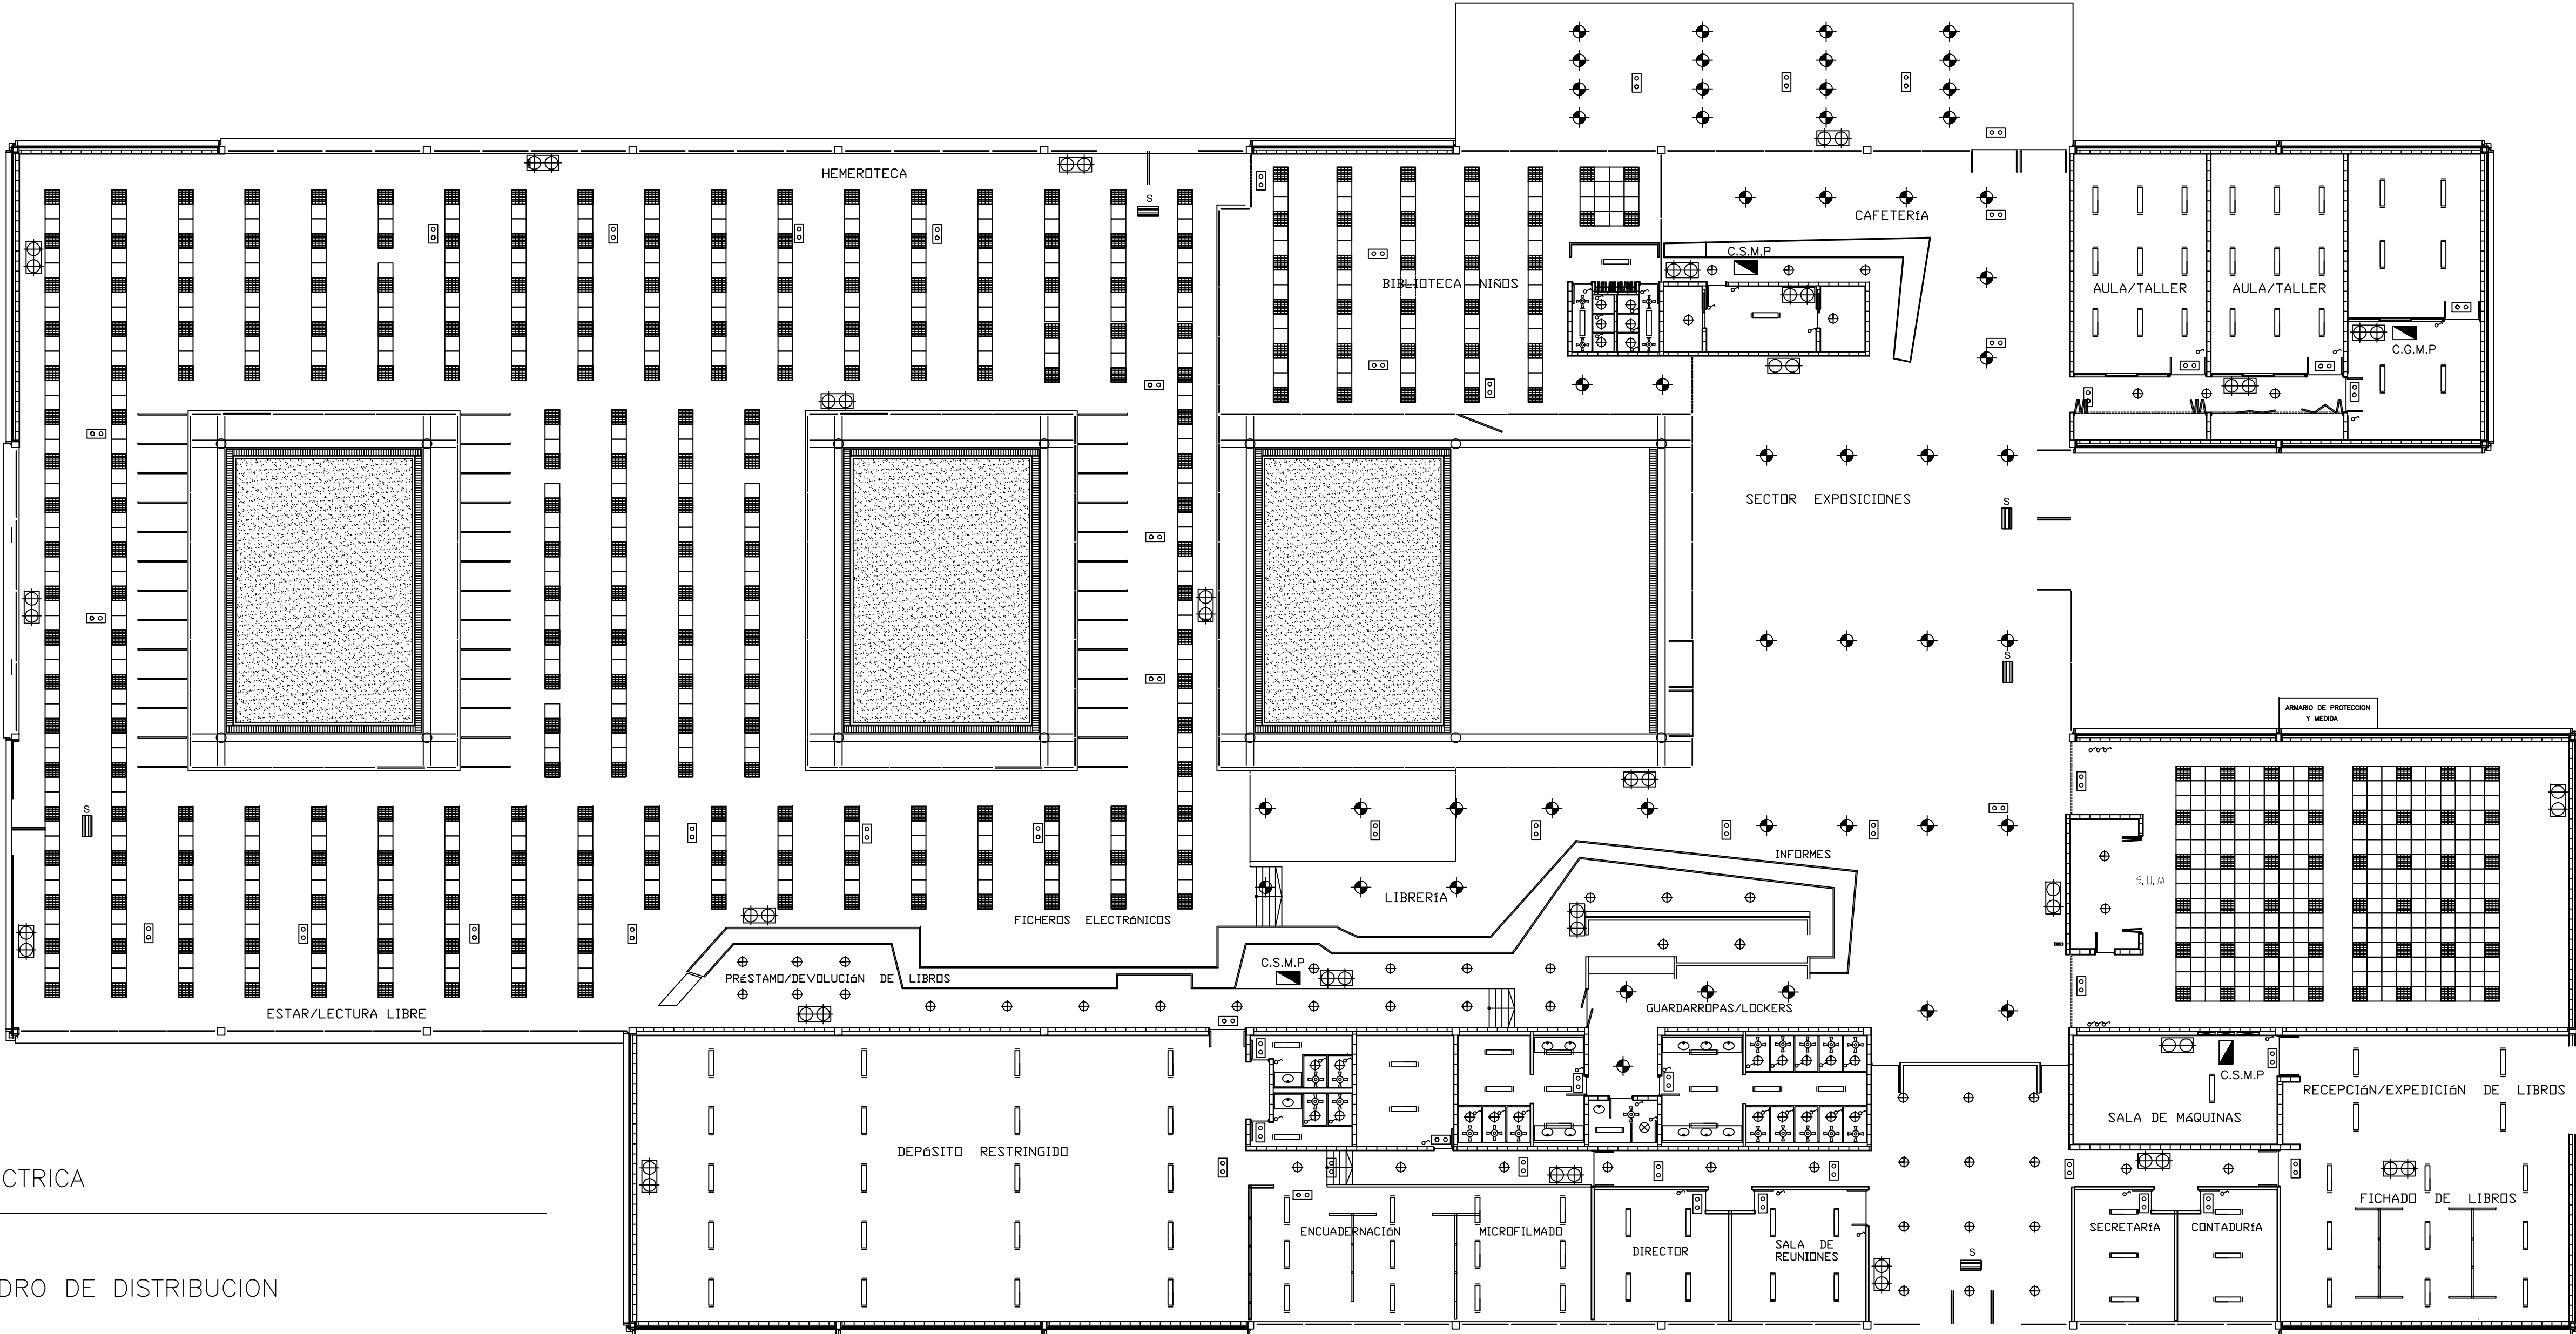 HEMEROTECA
S
CAFETERíA
C.S.M.P
BIBLIOTECA NIÑOS
AULA/TALLER
AULA/TALLER
C.G.M.P
SECTOR EXPOSICIONES
S
S
ARMARIO DE PROTECCION
Y MEDIDA
S
INFORMES
S.U.M.
LIBRERíA
FICHEROS ELECTRóNICOS
C.S.M.P
PRéSTAMO/DEVOLUCIóN DE LIBROS
ESTAR/LECTURA LIBRE
GUARDARROPAS/LOCKERS
C.S.M.P
RECEPCIóN/EXPEDICIóN DE LIBROS
SALA DE MáQUINAS
DEPóSITO RESTRINGIDO
CTRICA
FICHADO DE LIBROS
ENCUADERNACIóN
MICROFILMADO
SECRETARíA
CONTADURíA
DIRECTOR
SALA DE
REUNIONES
S
DRO DE DISTRIBUCION